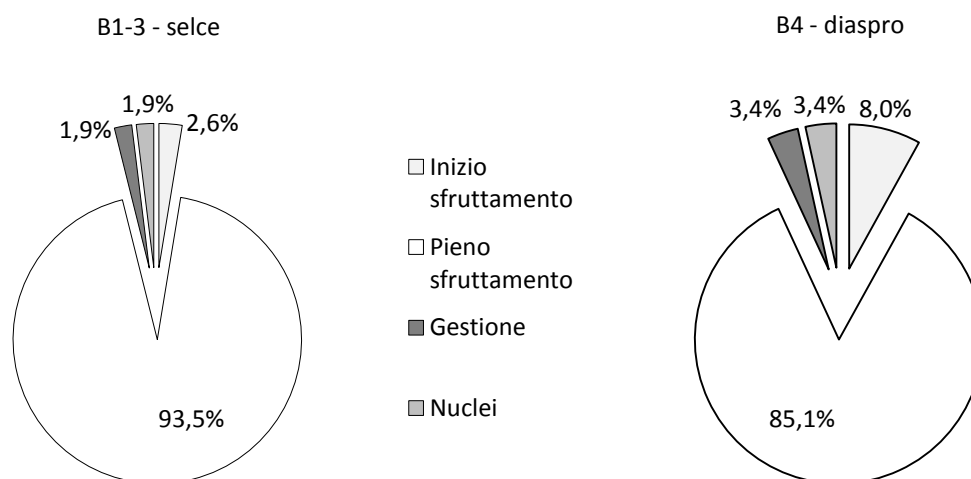 B1-3 - selce
1,9%
1,9%
2,6%
93,5%
Inizio
sfruttamento
Pieno
sfruttamento
Gestione
Nuclei
B4 - diaspro
3,4%
3,4%
8,0%
85,1%